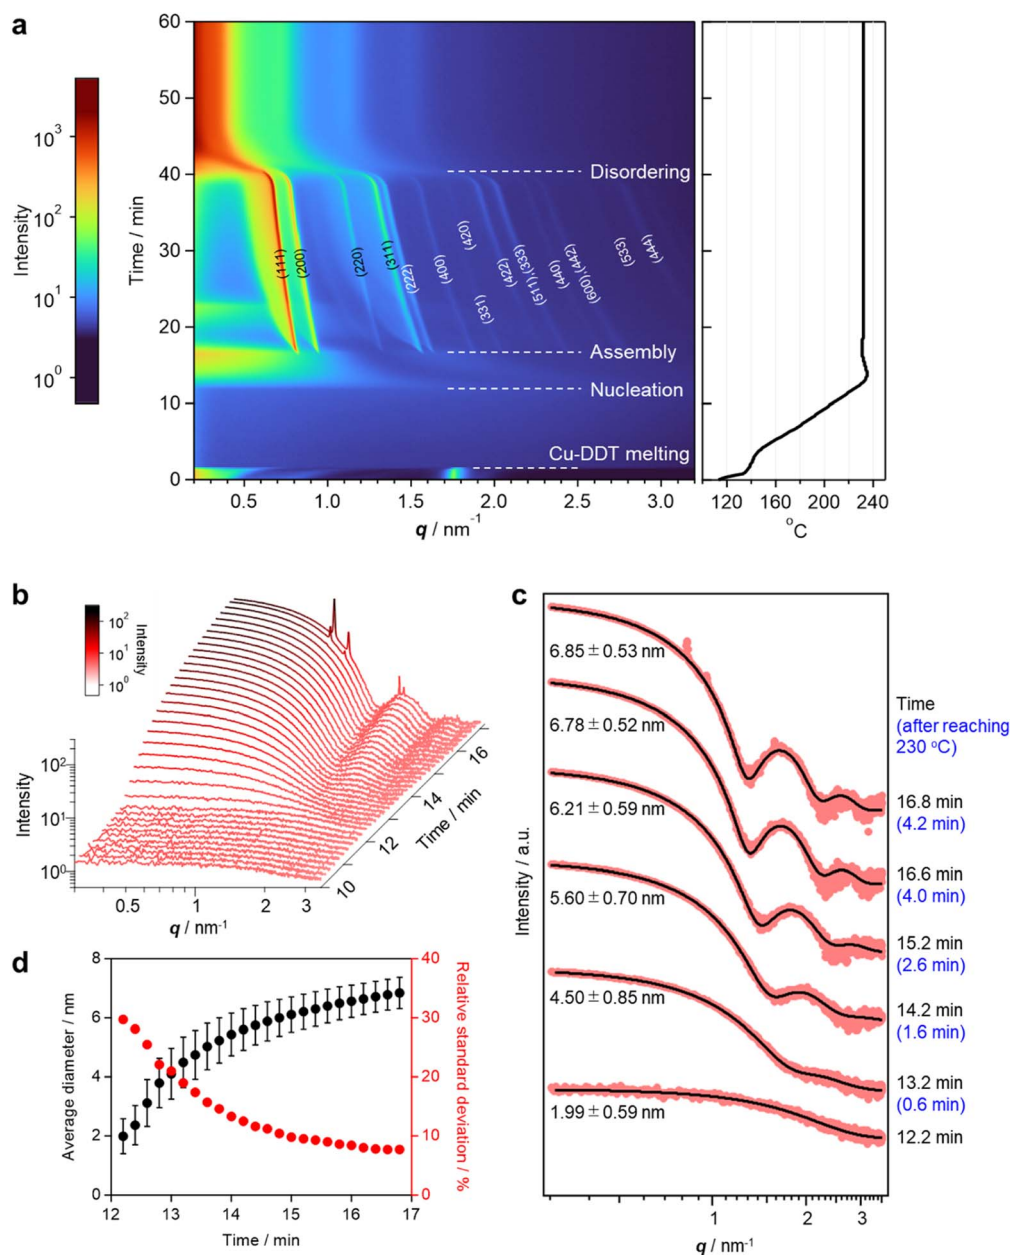 a
60
50
40
30
20
10
0
Time / min
Intensity
10³
10²
10¹
10⁰
Disordering
Assembly
Nucleation
Cu-DDT melting
(111)
(200)
(220)
(311)
(222)
(400)
(420)
(331)
(422)
(511),(333)
(440)
(600),(442)
(533)
(444)
0.5 1.0 1.5 2.0 2.5 3.0
q / nm⁻¹
120 160 200 240
°C
b
10²
10¹
10⁰
Intensity
Intensity
10²
10¹
10⁰
0.5 1 2 3
q / nm⁻¹
10 12 14 16
Time / min
c
Intensity / a.u.
6.85 ± 0.53 nm
6.78 ± 0.52 nm
6.21 ± 0.59 nm
5.60 ± 0.70 nm
4.50 ± 0.85 nm
1.99 ± 0.59 nm
Time
(after reaching
230 °C)
16.8 min
(4.2 min)
16.6 min
(4.0 min)
15.2 min
(2.6 min)
14.2 min
(1.6 min)
13.2 min
(0.6 min)
12.2 min
1 2 3
q / nm⁻¹
d
8
6
4
2
0
Average diameter / nm
40
30
20
10
0
Relative standard deviation / %
12 13 14 15 16 17
Time / min